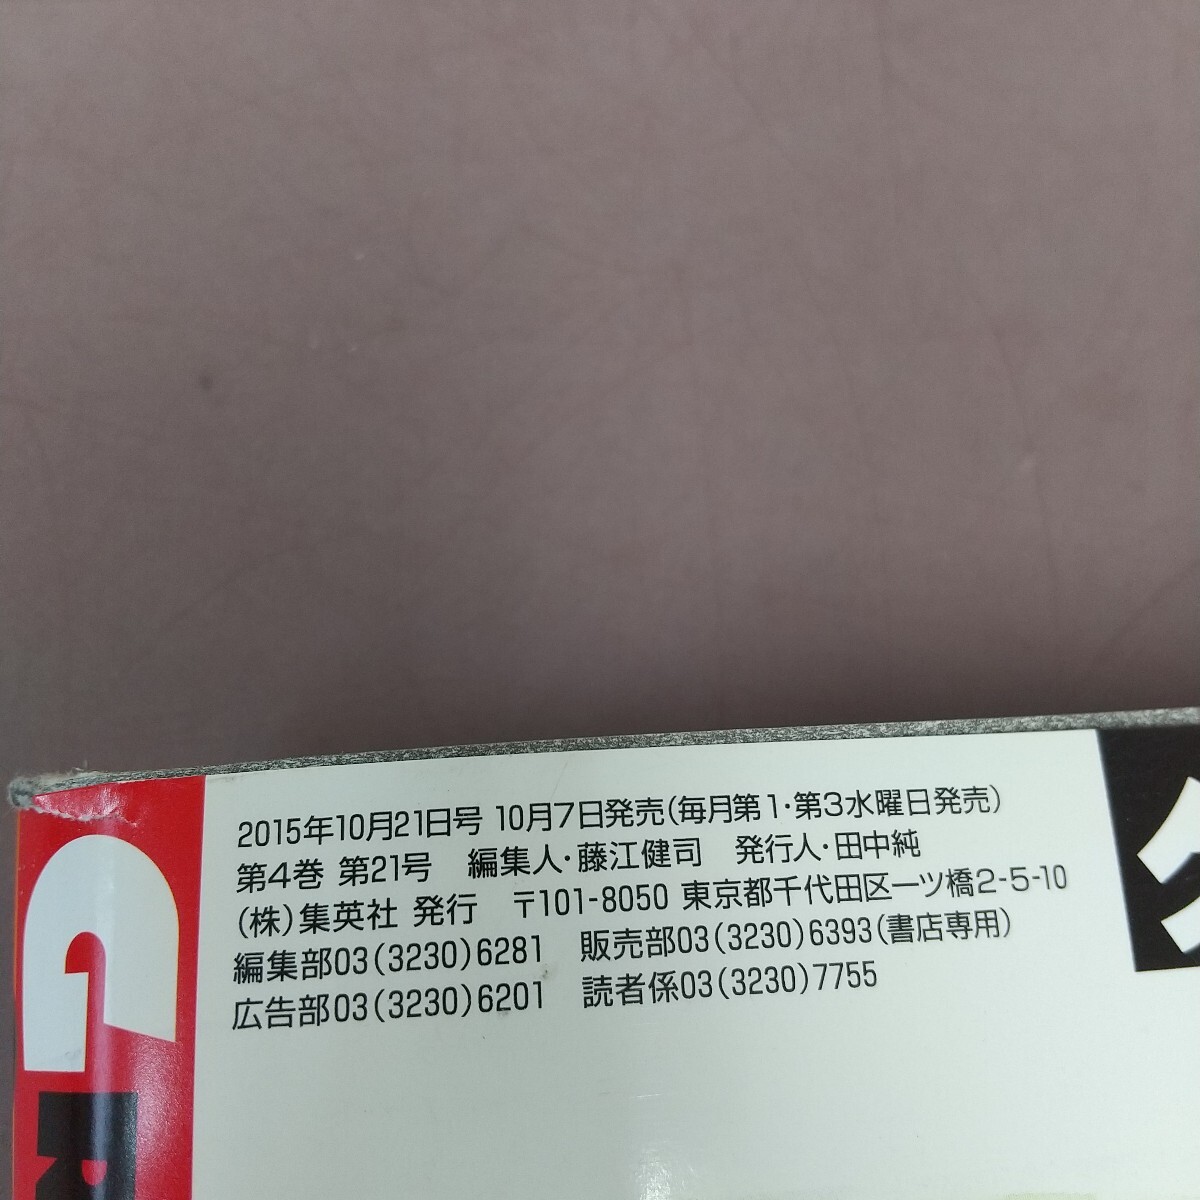 2015年10月21日号 10月7日発売(毎月第1・第3水曜日発売)
第4巻 第21号 編集人・藤江健司 発行人・田中純
(株)集英社 発行 〒101-8050 東京都千代田区一ツ橋2-5-10
編集部03(3230)6281 販売部03(3230)6393(書店専用)
広告部03(3230)6201 読者係03(3230)7755
GR